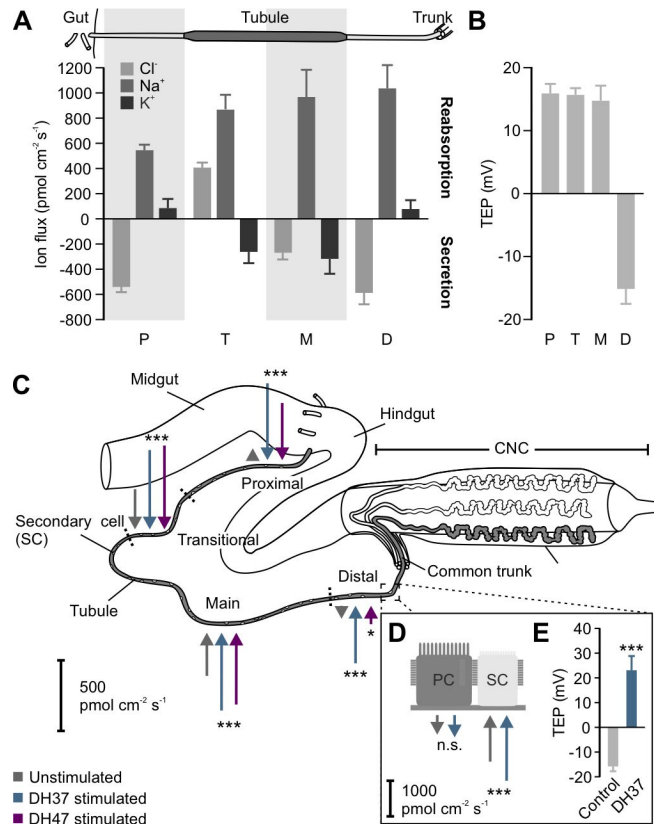 Gut
Tubule
Trunk
A
1200
1000
800
600
400
200
0
-200
-400
-600
-800
Ion flux (pmol cm⁻² s⁻¹)
Cl⁻
Na⁺
K⁺
Reabsorption
Secretion
P T M D
B
20
10
0
-10
-20
TEP (mV)
P T M D
C
Midgut
***
Hindgut
CNC
***
Proximal
Secondary cell
(SC)
Transitional
Tubule
Main
Distal
Common trunk
*
***
***
500
pmol cm⁻² s⁻¹
Unstimulated
DH37 stimulated
DH47 stimulated
D
PC
SC
n.s.
***
1000
pmol cm⁻² s⁻¹
E
40
30
20
10
0
-10
-20
TEP (mV)
***
Control
DH37